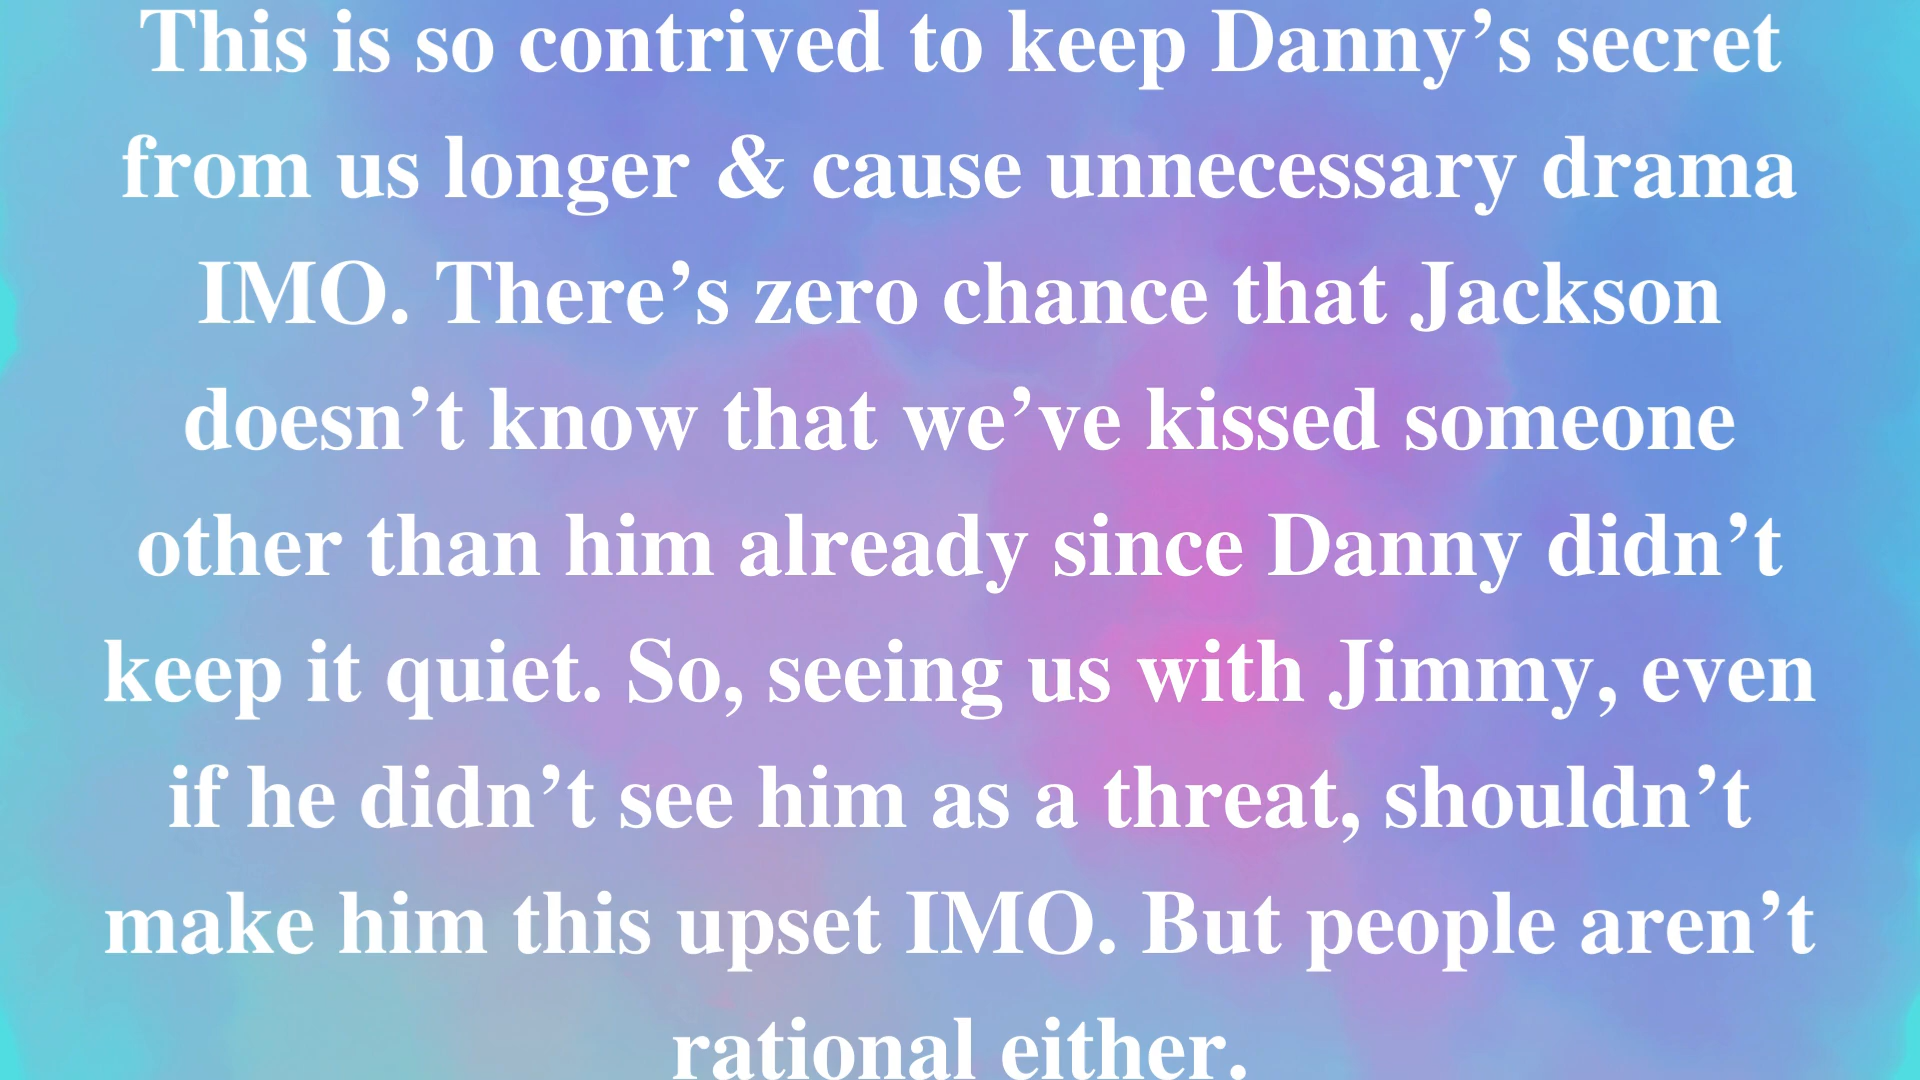 This is so contrived to keep Danny’s secret
from us longer & cause unnecessary drama
IMO. There’s zero chance that Jackson
doesn’t know that we’ve kissed someone
other than him already since Danny didn’t
keep it quiet. So, seeing us with Jimmy, even
if he didn’t see him as a threat, shouldn’t
make him this upset IMO. But people aren’t
rational either.